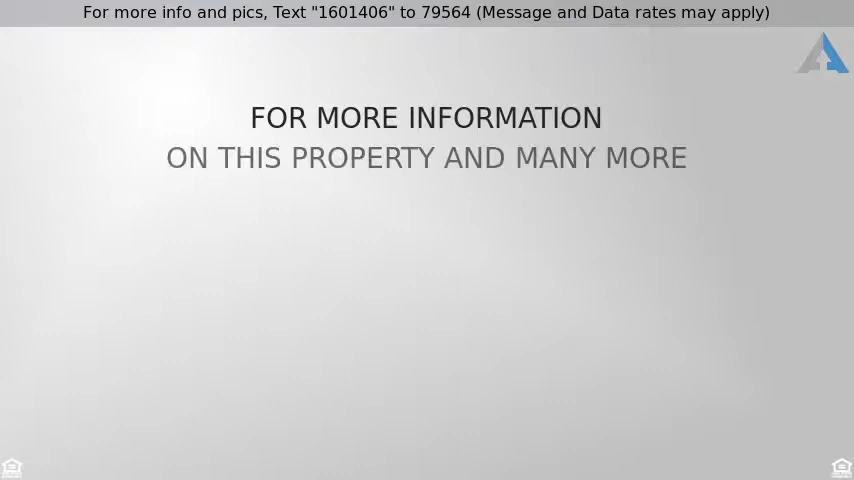 For more info and pics, Text "1601406" to 79564 (Message and Data rates may apply)
FOR MORE INFORMATION
ON THIS PROPERTY AND MANY MORE